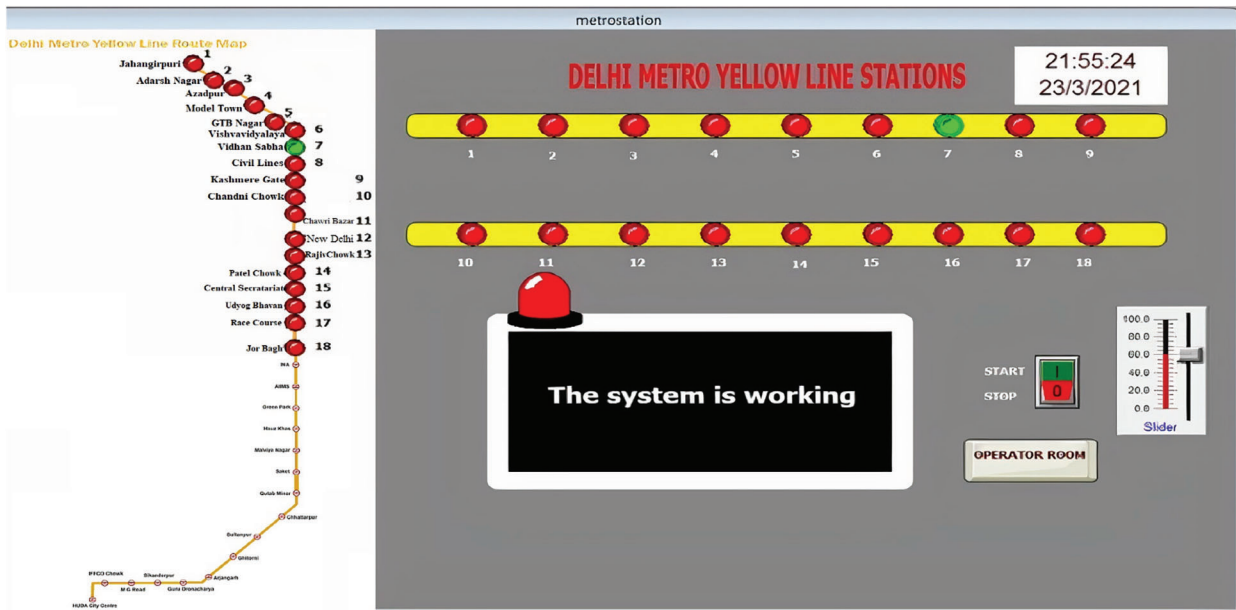 metrostation
Delhi Metro Yellow Line Route Map
Jahangirpuri 1
Adarsh Nagar 2
Azadpur 3
Model Town 4
GTB Nagar 5
Vishvavidyalaya 6
Vidhan Sabha 7
Civil Lines 8
Kashmere Gate 9
Chandni Chowk 10
Chawri Bazar 11
New Delhi 12
RajivChowk 13
Patel Chowk 14
Central Secratariat 15
Udyog Bhavan 16
Race Course 17
Jor Bagh 18
INA
AIIMS
Green Park
Hauz Khas
Malviya Nagar
Saket
Qutab Minar
Chhattarpur
Sultanpur
Ghitorni
Arjangarh
Guru Dronacharya
Sikandarpur
M G Road
IFFCO Chowk
HUDA City Centre
DELHI METRO YELLOW LINE STATIONS
21:55:24
23/3/2021
1 2 3 4 5 6 7 8 9
10 11 12 13 14 15 16 17 18
The system is working
START
STOP
I
0
100.0
80.0
60.0
40.0
20.0
0.0
Slider
OPERATOR ROOM